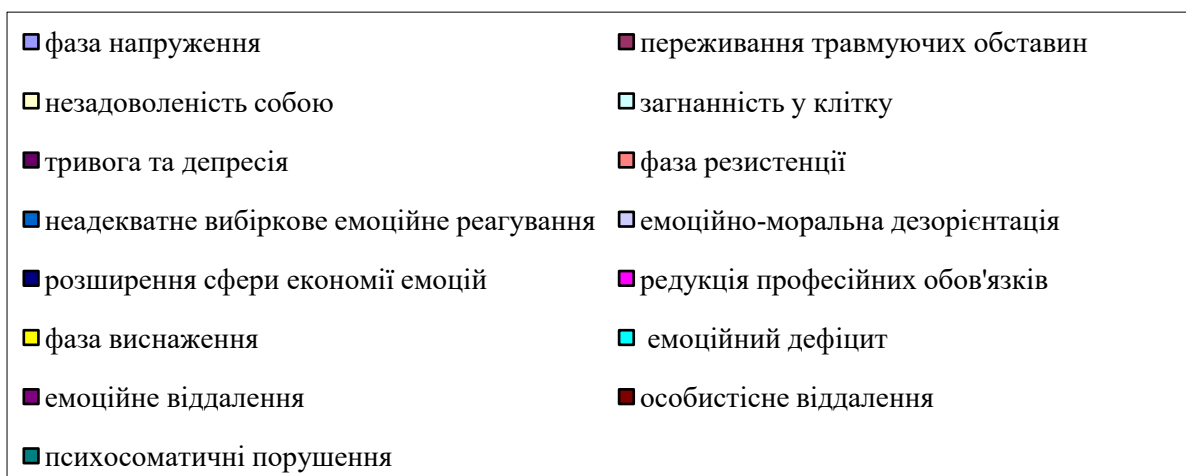 фаза напруження
переживання травмуючих обставин
незадоволеність собою
загнанність у клітку
тривога та депресія
фаза резистенції
неадекватне вибіркове емоційне реагування
емоційно-моральна дезорієнтація
розширення сфери економії емоцій
редукція професійних обов'язків
фаза виснаження
емоційний дефіцит
емоційне віддалення
особистісне віддалення
психосоматичні порушення